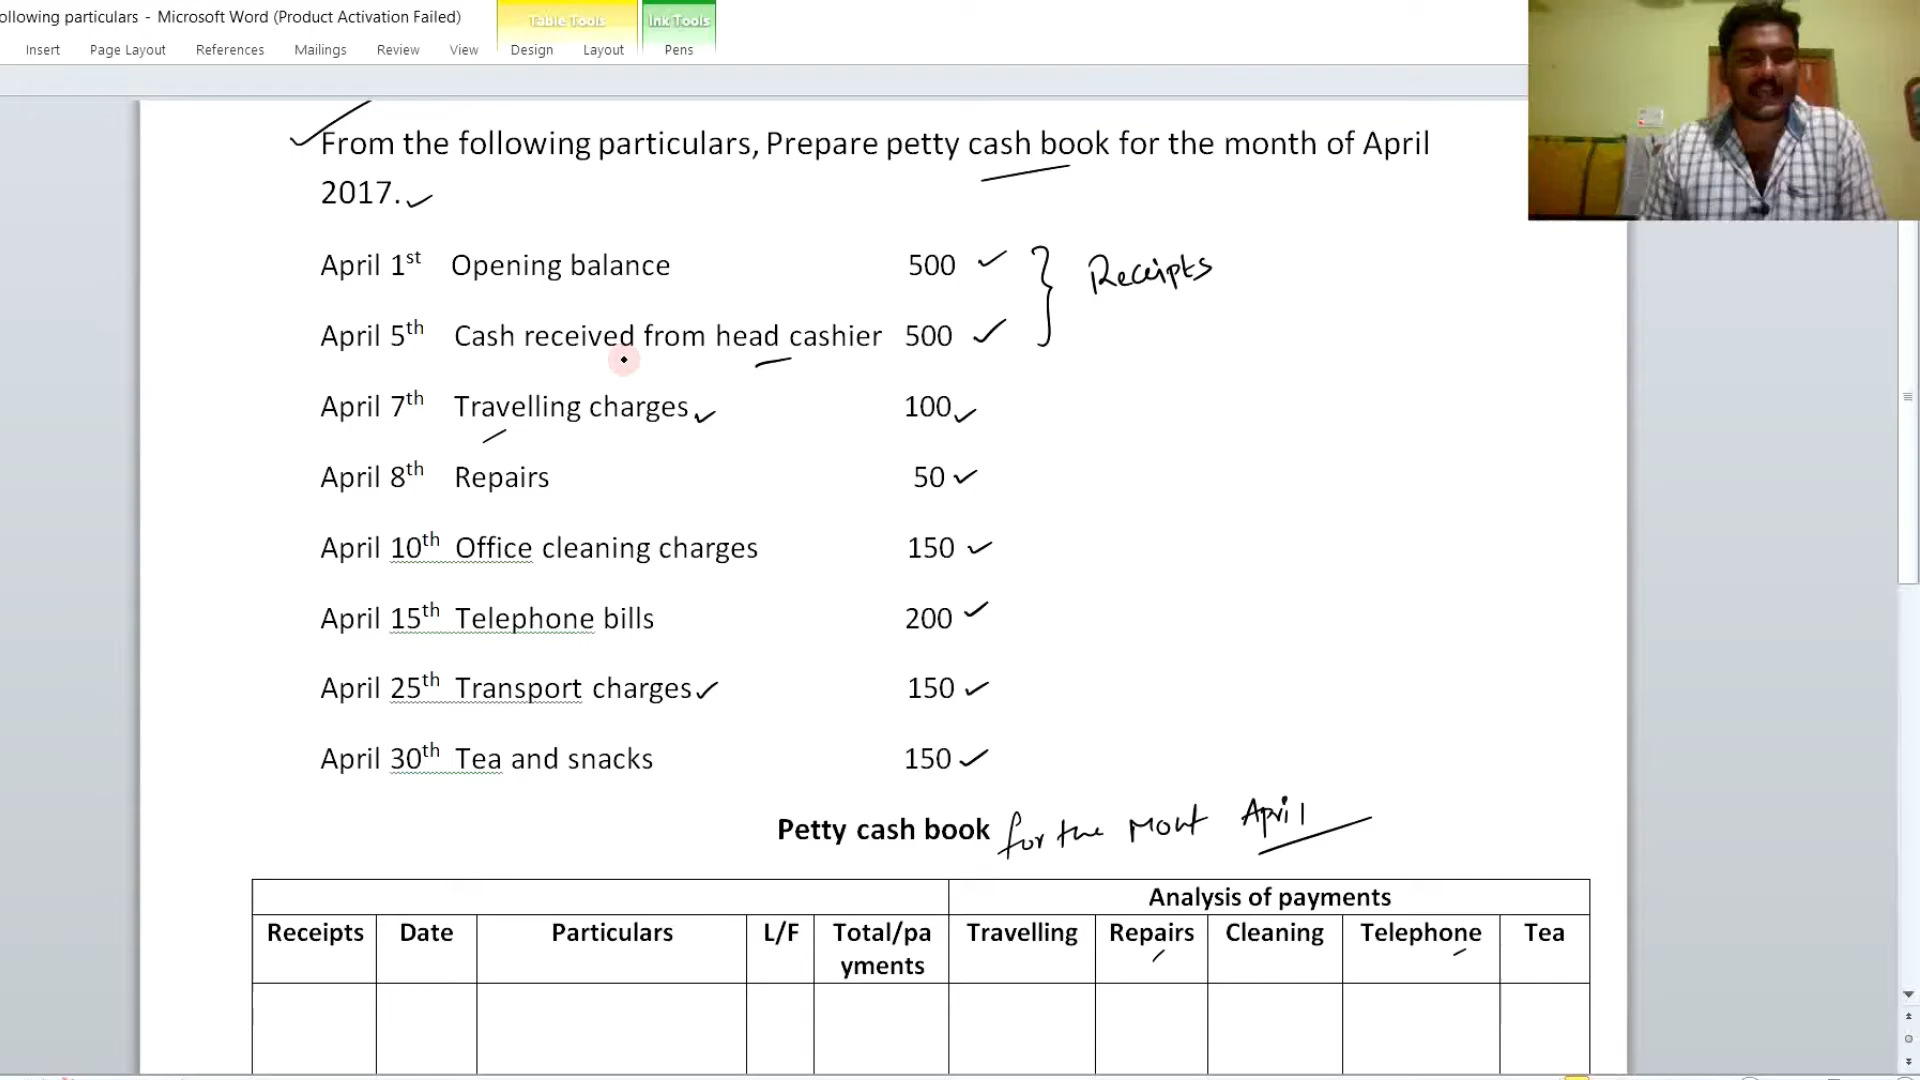 ollowing particulars - Microsoft Word (Product Activation Failed)
Table Tools
Ink Tools
Insert Page Layout References Mailings Review View Design Layout Pens
From the following particulars, Prepare petty cash book for the month of April
2017.
April 1st Opening balance 500
Receipts
April 5th Cash received from head cashier 500
April 7th Travelling charges 100
April 8th Repairs 50
April 10th Office cleaning charges 150
April 15th Telephone bills 200
April 25th Transport charges 150
April 30th Tea and snacks 150
Petty cash book for the Mont April
Analysis of payments
Receipts Date Particulars L/F Total/pa Travelling Repairs Cleaning Telephone Tea
yments